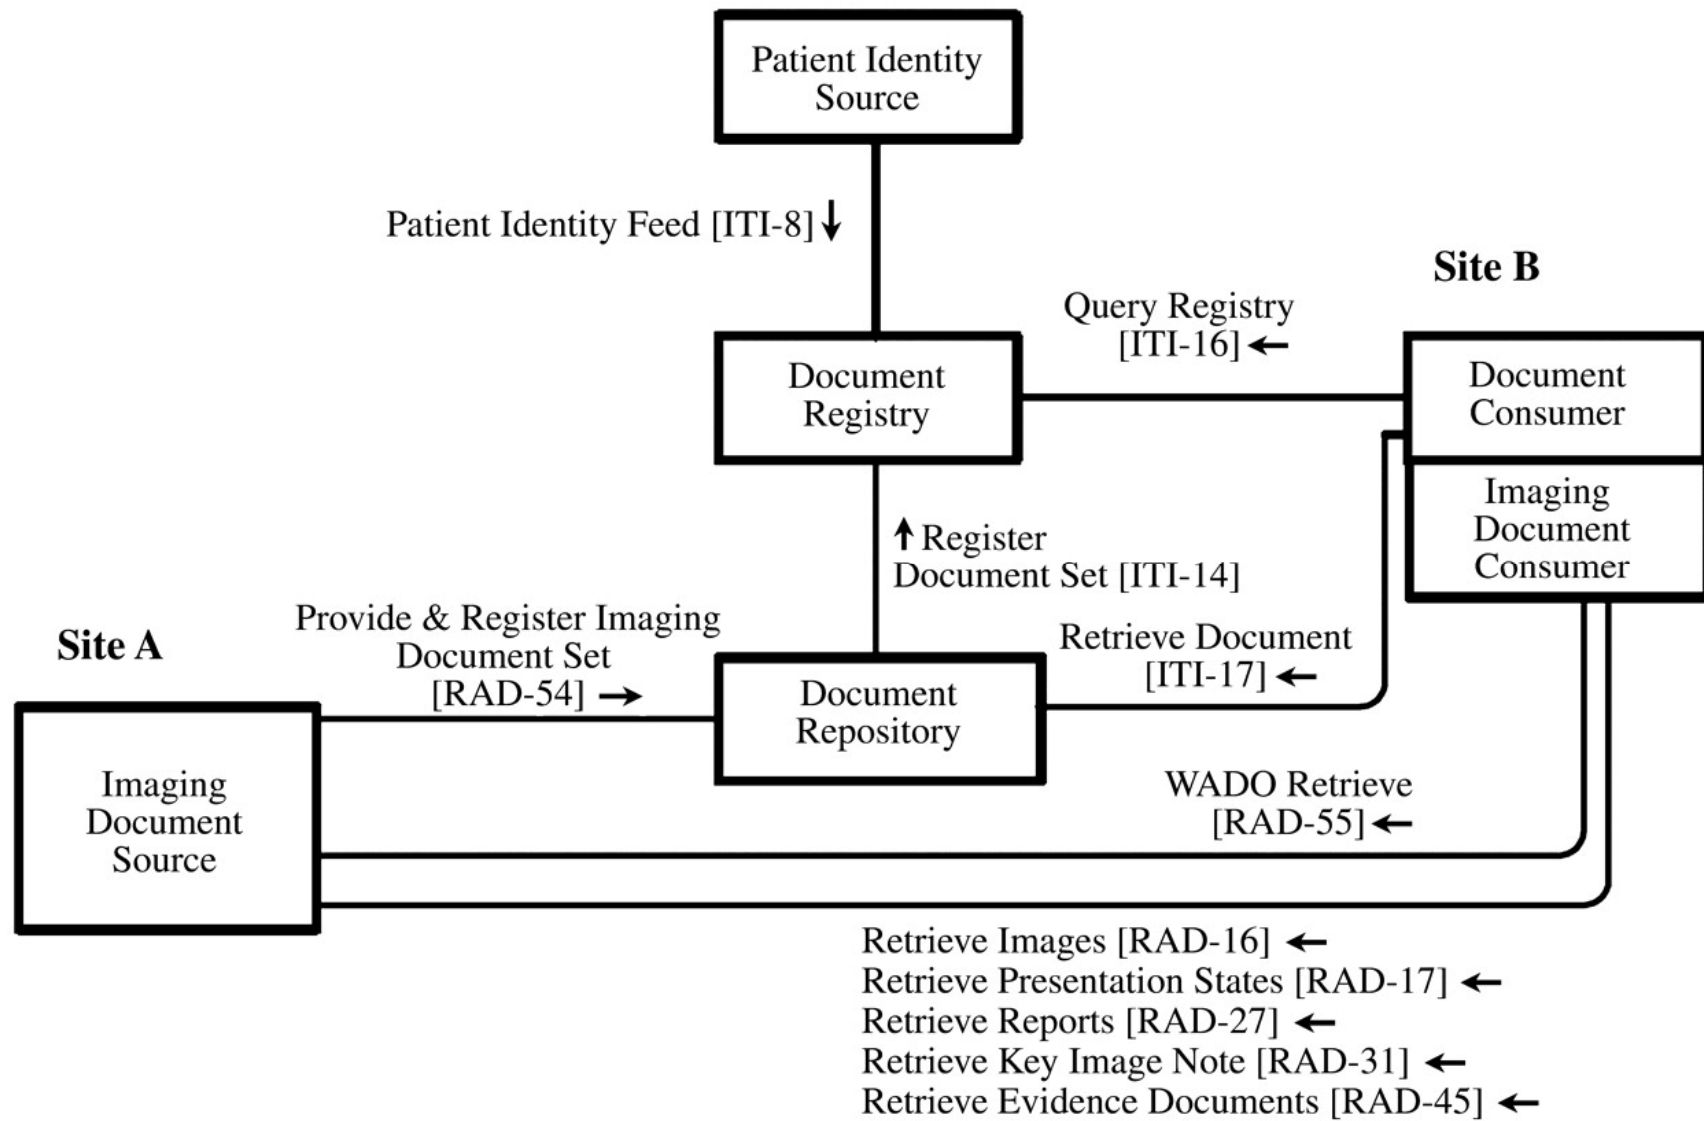 Patient Identity
Source
Patient Identity Feed [ITI-8]
Site B
Query Registry
[ITI-16]
Document
Registry
Document
Consumer
Imaging
Document
Consumer
Register
Document Set [ITI-14]
Provide & Register Imaging
Document Set
[RAD-54]
Site A
Retrieve Document
[ITI-17]
Document
Repository
Imaging
Document
Source
WADO Retrieve
[RAD-55]
Retrieve Images [RAD-16]
Retrieve Presentation States [RAD-17]
Retrieve Reports [RAD-27]
Retrieve Key Image Note [RAD-31]
Retrieve Evidence Documents [RAD-45]